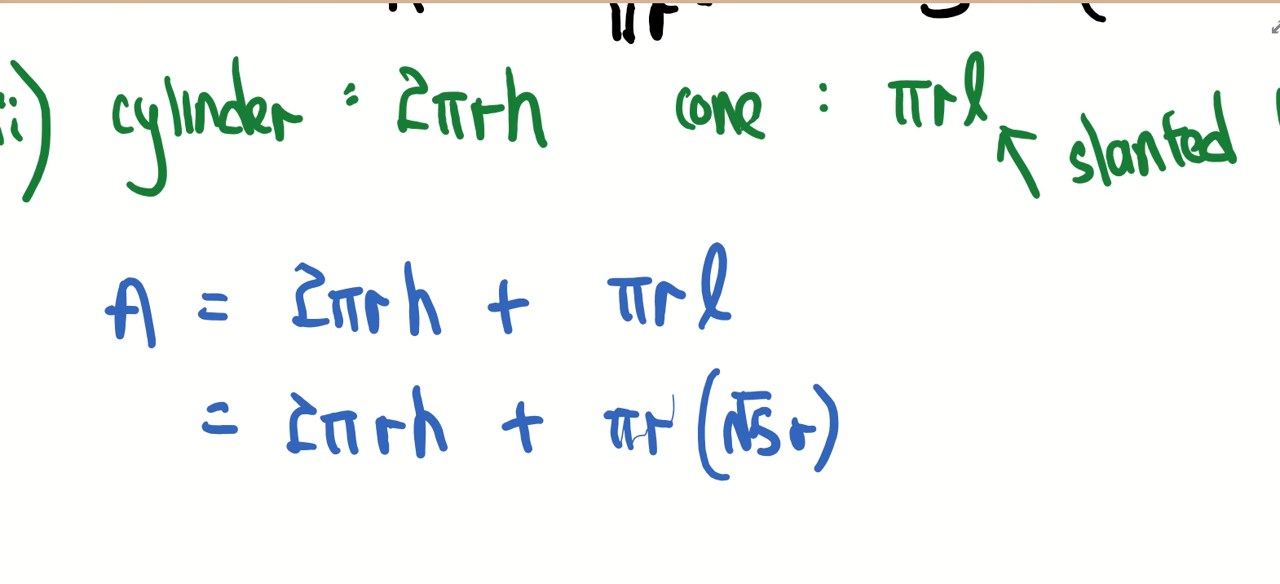 ii) cylinder : 2πrh cone : πrl
slanted
A = 2πrh + πrl
= 2πrh + πr(√5r)